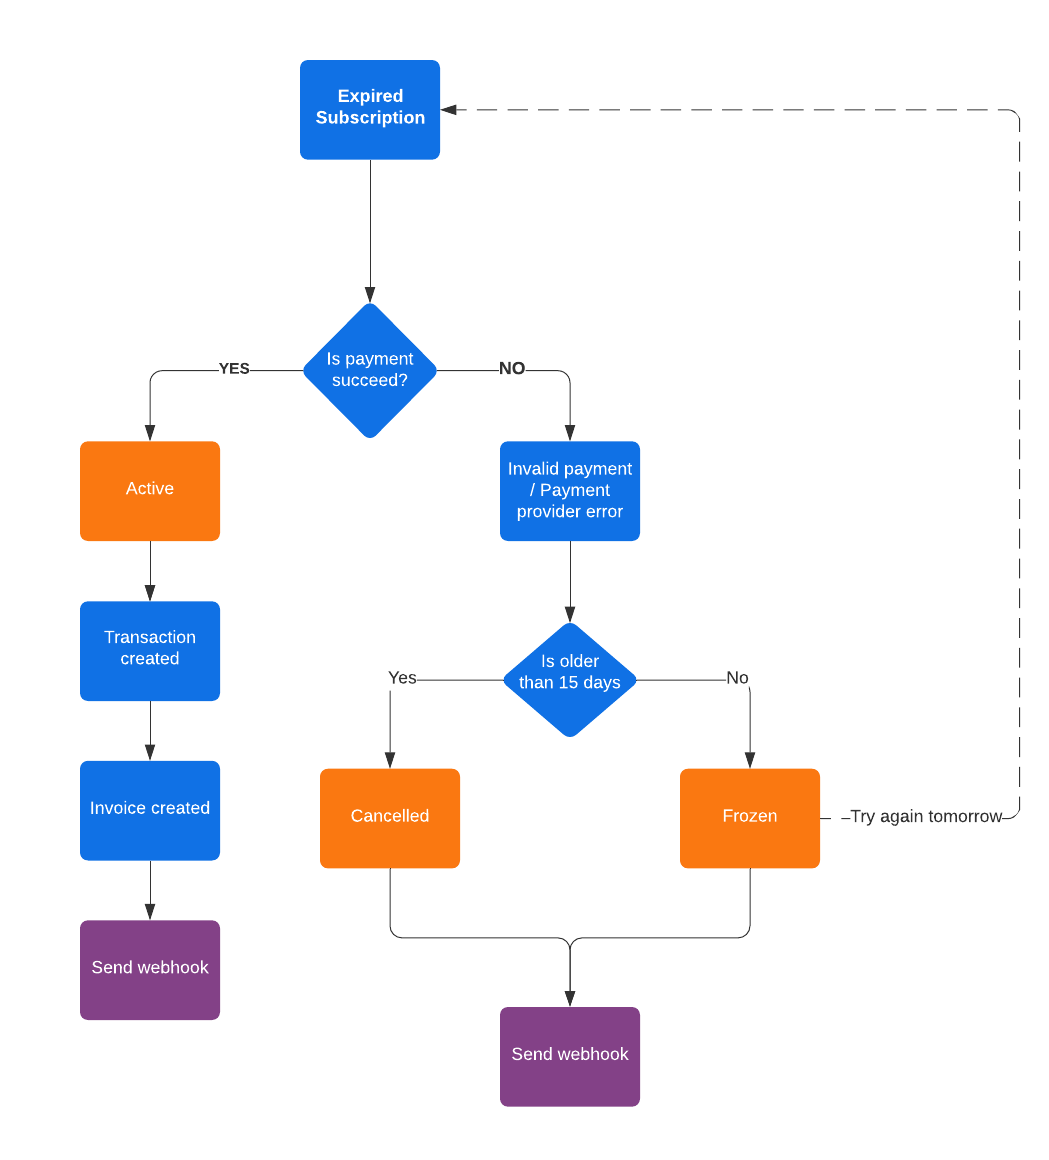 Expired
Subscription
Is payment
succeed?
YES
NO
Active
Invalid payment
/ Payment
provider error
Transaction
created
Is older
than 15 days
Yes
No
Invoice created
Cancelled
Frozen
Try again tomorrow
Send webhook
Send webhook